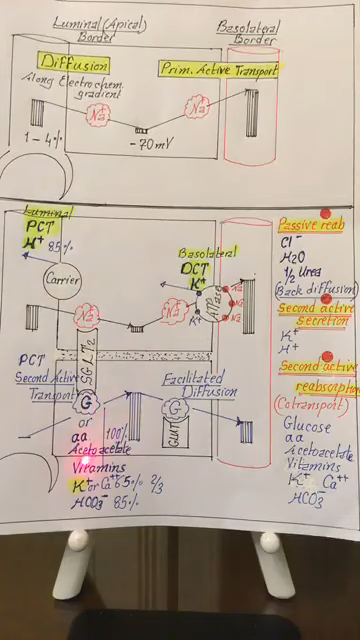 Luminal (Apical) Border
Basolateral Border
Diffusion
Along Electrochem. gradient
Prim. Active Transport
Na+
Na+
1-4%
-70mV
Luminal
PCT
H+ 85%
Carrier
Basolateral
DCT
K+
ATPase
K+
Na
Na
Na
Na+
Na+
SGLT2
PCT
Second Active Transport
Facilitated Diffusion
G
G
GLUT
or
aa 100%
Acetoacetate
Vitamins
K+ or Ca++ 65% 2/3
HCO3- 85%
Passive reab
Cl-
H2O
1/2 Urea
(Back diffusion)
Second active secretion
K+
H+
Second active reabsorption
(Cotransport)
Glucose
aa
Acetoacetate
Vitamins
K+ Ca++
HCO3-